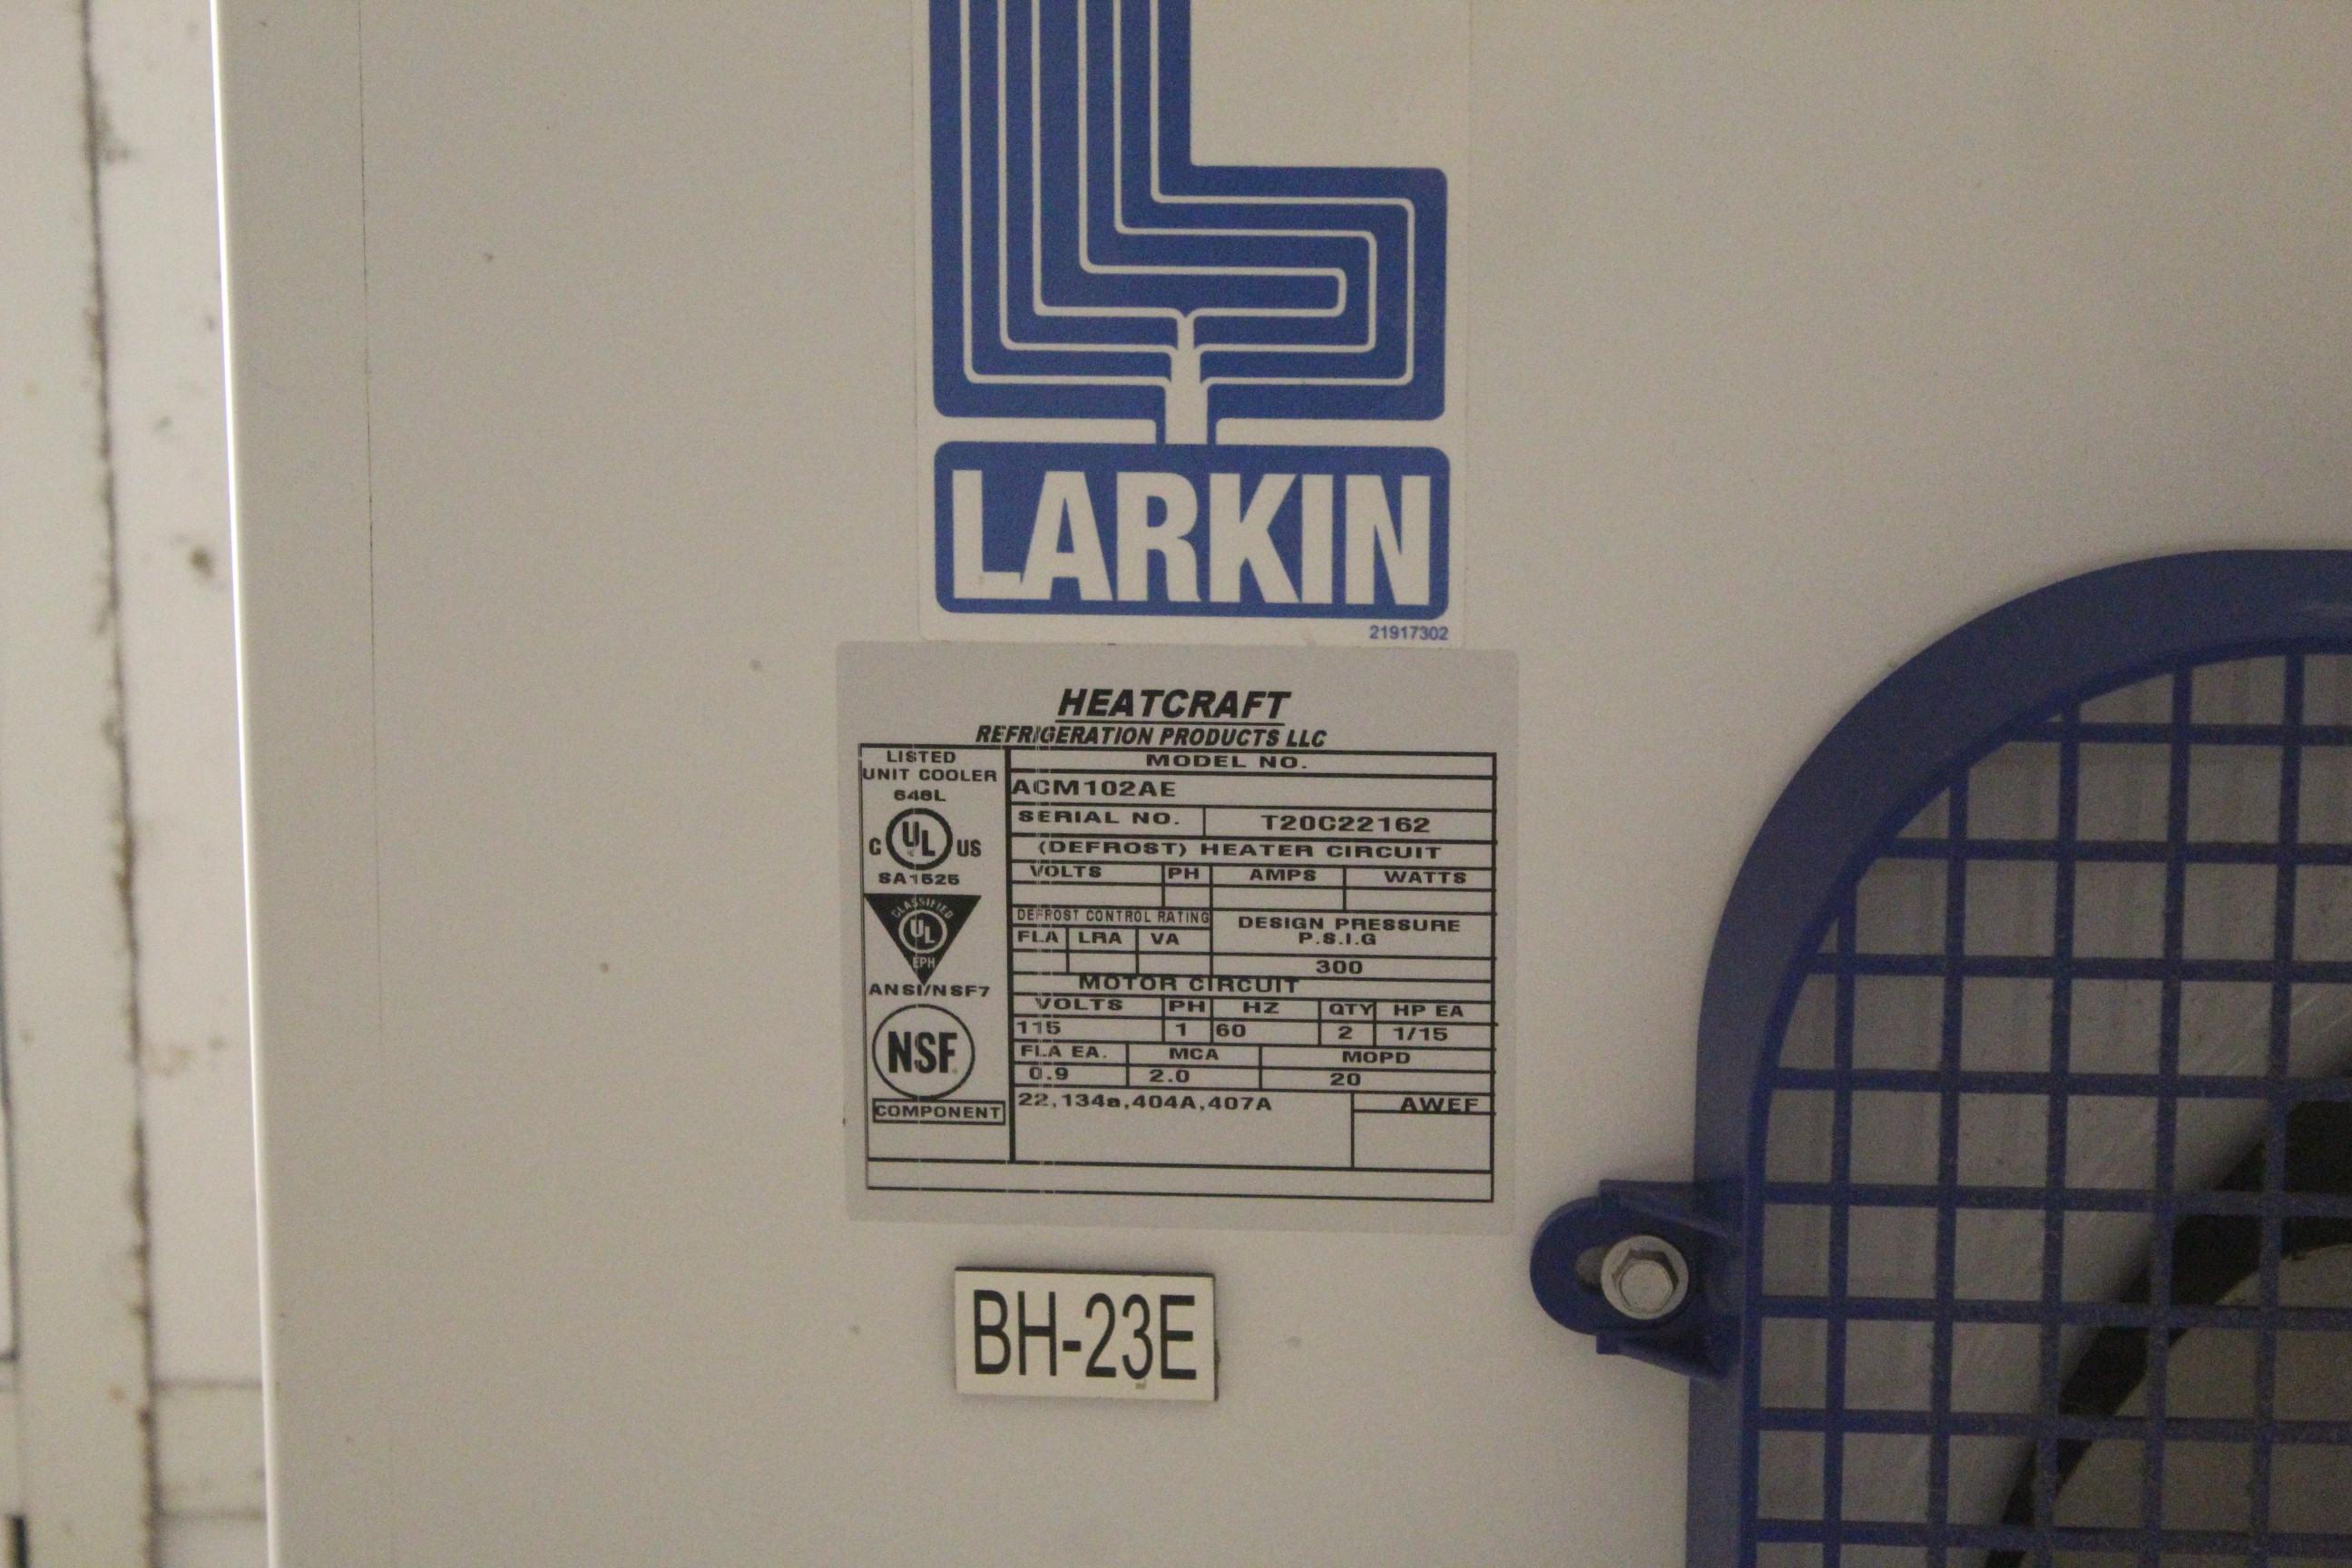 LARKIN
21917302
HEATCRAFT
REFRIGERATION PRODUCTS LLC
LISTED
UNIT COOLER
648L
C UL US
SA1525
CLASSIFIED
UL
EPH
ANSI/NSF7
NSF
COMPONENT
MODEL NO.
ACM102AE
SERIAL NO. T20C22162
(DEFROST) HEATER CIRCUIT
VOLTS PH AMPS WATTS
DEFROST CONTROL RATING
FLA LRA VA
DESIGN PRESSURE
P.S.I.G
300
MOTOR CIRCUIT
VOLTS PH HZ QTY HP EA
115 1 60 2 1/15
FLA EA. MCA MOPD
0.9 2.0 20
22,134a,404A,407A AWEF
BH-23E